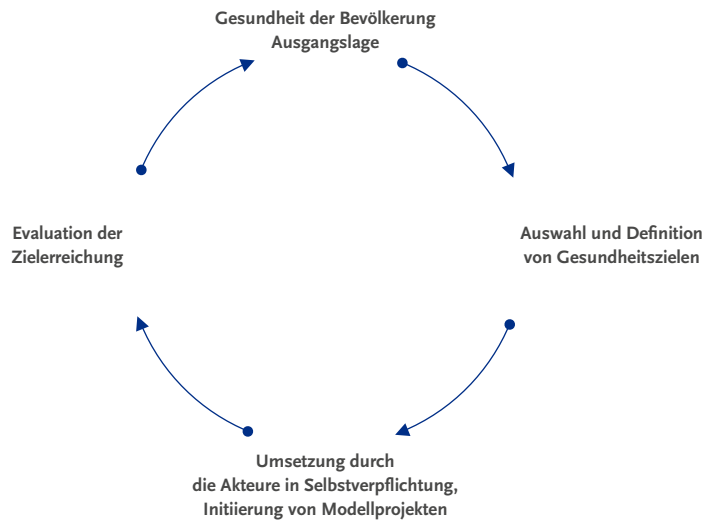 Gesundheit der Bevölkerung
Ausgangslage
Evaluation der
Zielerreichung
Auswahl und Definition
von Gesundheitszielen
Umsetzung durch
die Akteure in Selbstverpflichtung,
Initiierung von Modellprojekten